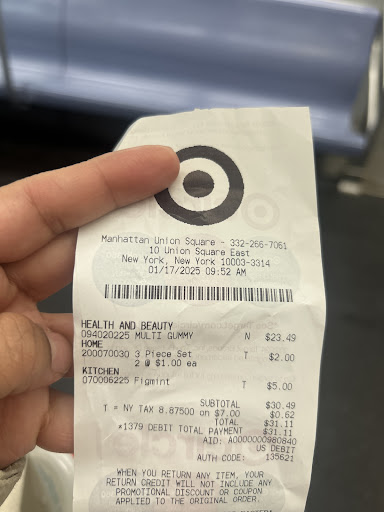 Manhattan Union Square - 332-266-7061
10 Union Square East
New York, New York 10003-3314
01/17/2025 09:52 AM
HEALTH AND BEAUTY
094020225 MULTI GUMMY N $23.49
HOME
200070030 3 Piece Set T $2.00
2 @ $1.00 ea
KITCHEN
070006225 Figmint T $5.00
SUBTOTAL $30.49
T = NY TAX 8.87500 on $7.00 $0.62
TOTAL $31.11
*1379 DEBIT TOTAL PAYMENT $31.11
AID: A0000000980840
US DEBIT
AUTH CODE: 135621
WHEN YOU RETURN ANY ITEM, YOUR
RETURN CREDIT WILL NOT INCLUDE ANY
PROMOTIONAL DISCOUNT OR COUPON
APPLIED TO THE ORIGINAL ORDER.